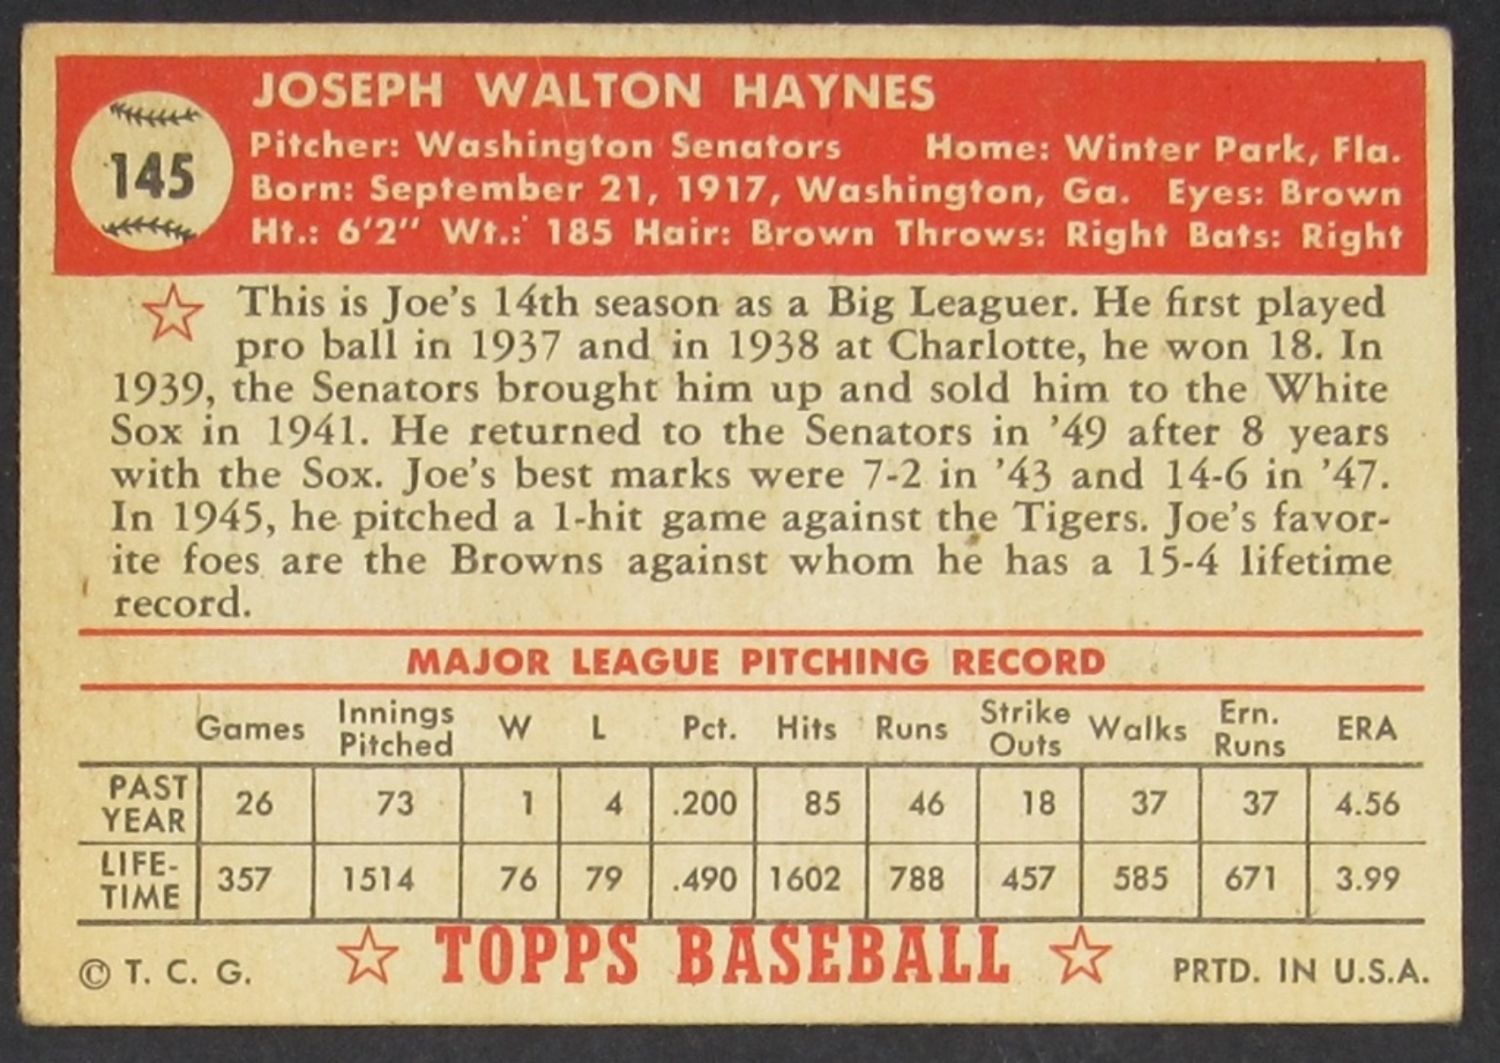 JOSEPH WALTON HAYNES
145
Pitcher: Washington Senators Home: Winter Park, Fla.
Born: September 21, 1917, Washington, Ga. Eyes: Brown
Ht.: 6'2" Wt.: 185 Hair: Brown Throws: Right Bats: Right
This is Joe's 14th season as a Big Leaguer. He first played
pro ball in 1937 and in 1938 at Charlotte, he won 18. In
1939, the Senators brought him up and sold him to the White
Sox in 1941. He returned to the Senators in '49 after 8 years
with the Sox. Joe's best marks were 7-2 in '43 and 14-6 in '47.
In 1945, he pitched a 1-hit game against the Tigers. Joe's favor-
ite foes are the Browns against whom he has a 15-4 lifetime
record.
MAJOR LEAGUE PITCHING RECORD
Games Innings Pitched W L Pct. Hits Runs Strike Outs Walks Ern. Runs ERA
PAST YEAR 26 73 1 4 .200 85 46 18 37 37 4.56
LIFE-TIME 357 1514 76 79 .490 1602 788 457 585 671 3.99
© T. C. G. TOPPS BASEBALL PRTD. IN U.S.A.